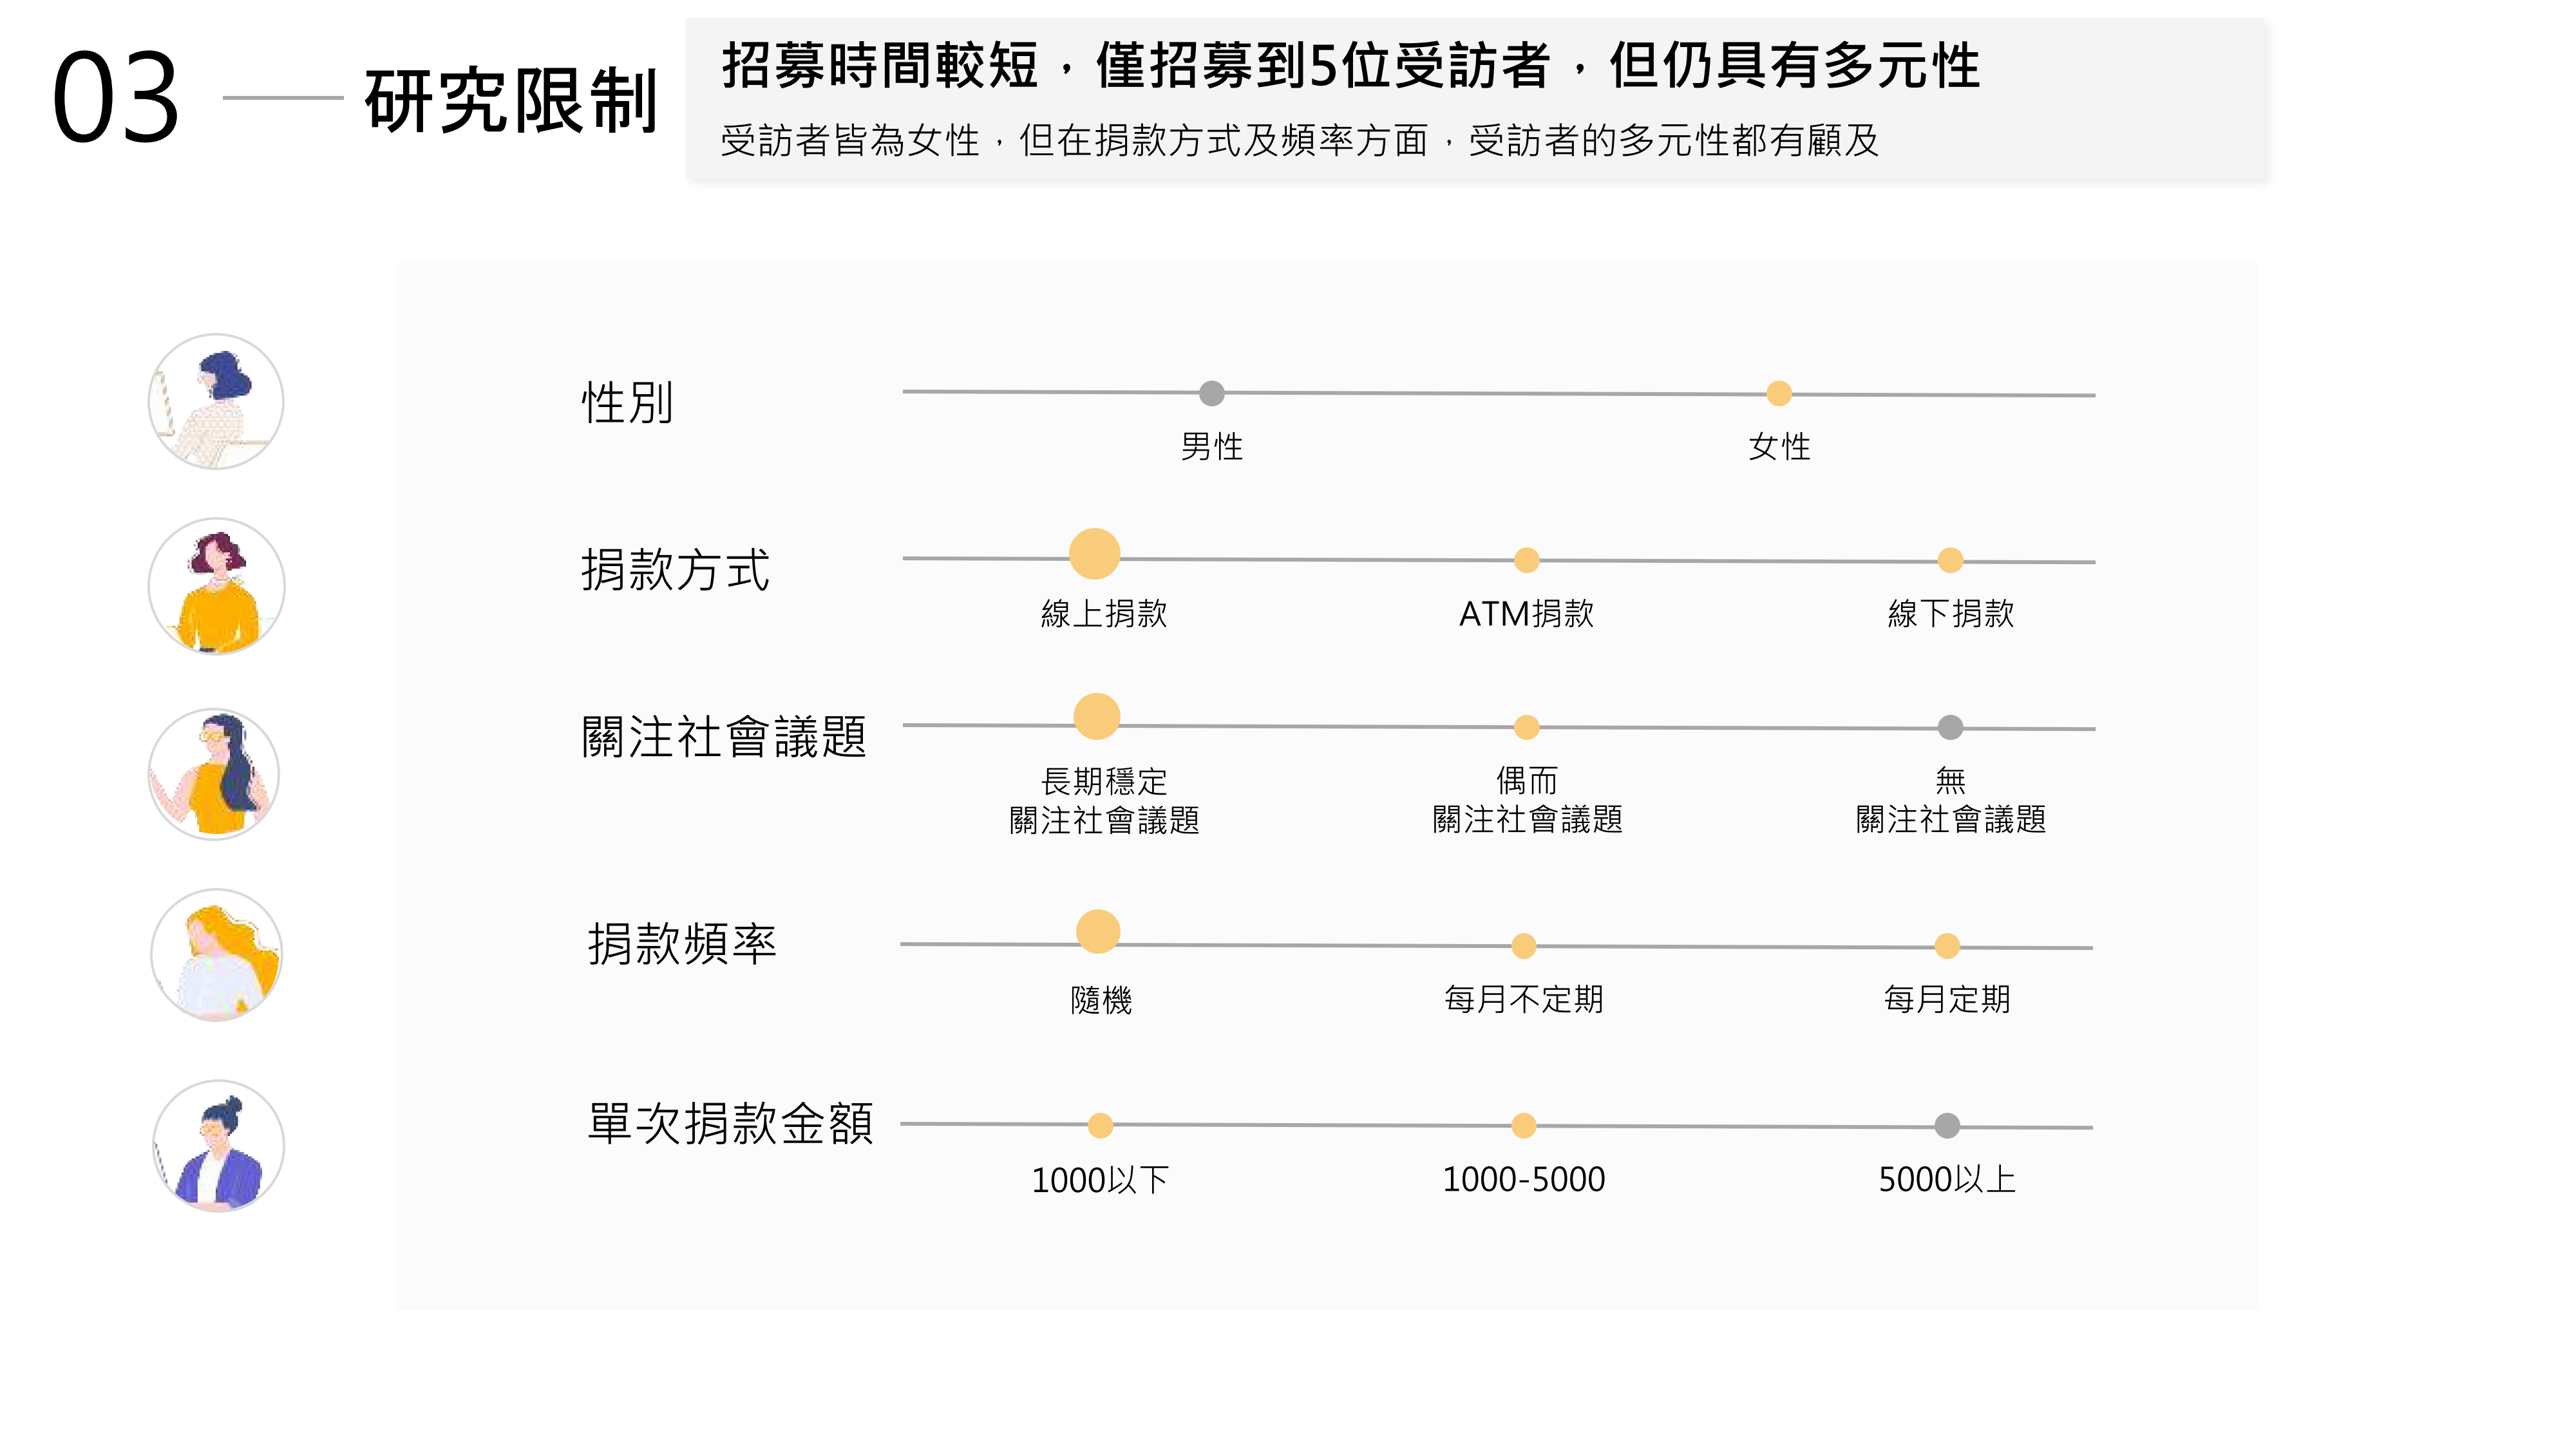 03
研究限制
招募時間較短，僅招募到5位受訪者，但仍具有多元性
受訪者皆為女性，但在捐款方式及頻率方面，受訪者的多元性都有顧及
性別
男性
女性
捐款方式
線上捐款
ATM捐款
線下捐款
關注社會議題
長期穩定
關注社會議題
偶而
關注社會議題
無
關注社會議題
捐款頻率
隨機
每月不定期
每月定期
單次捐款金額
1000以下
1000-5000
5000以上